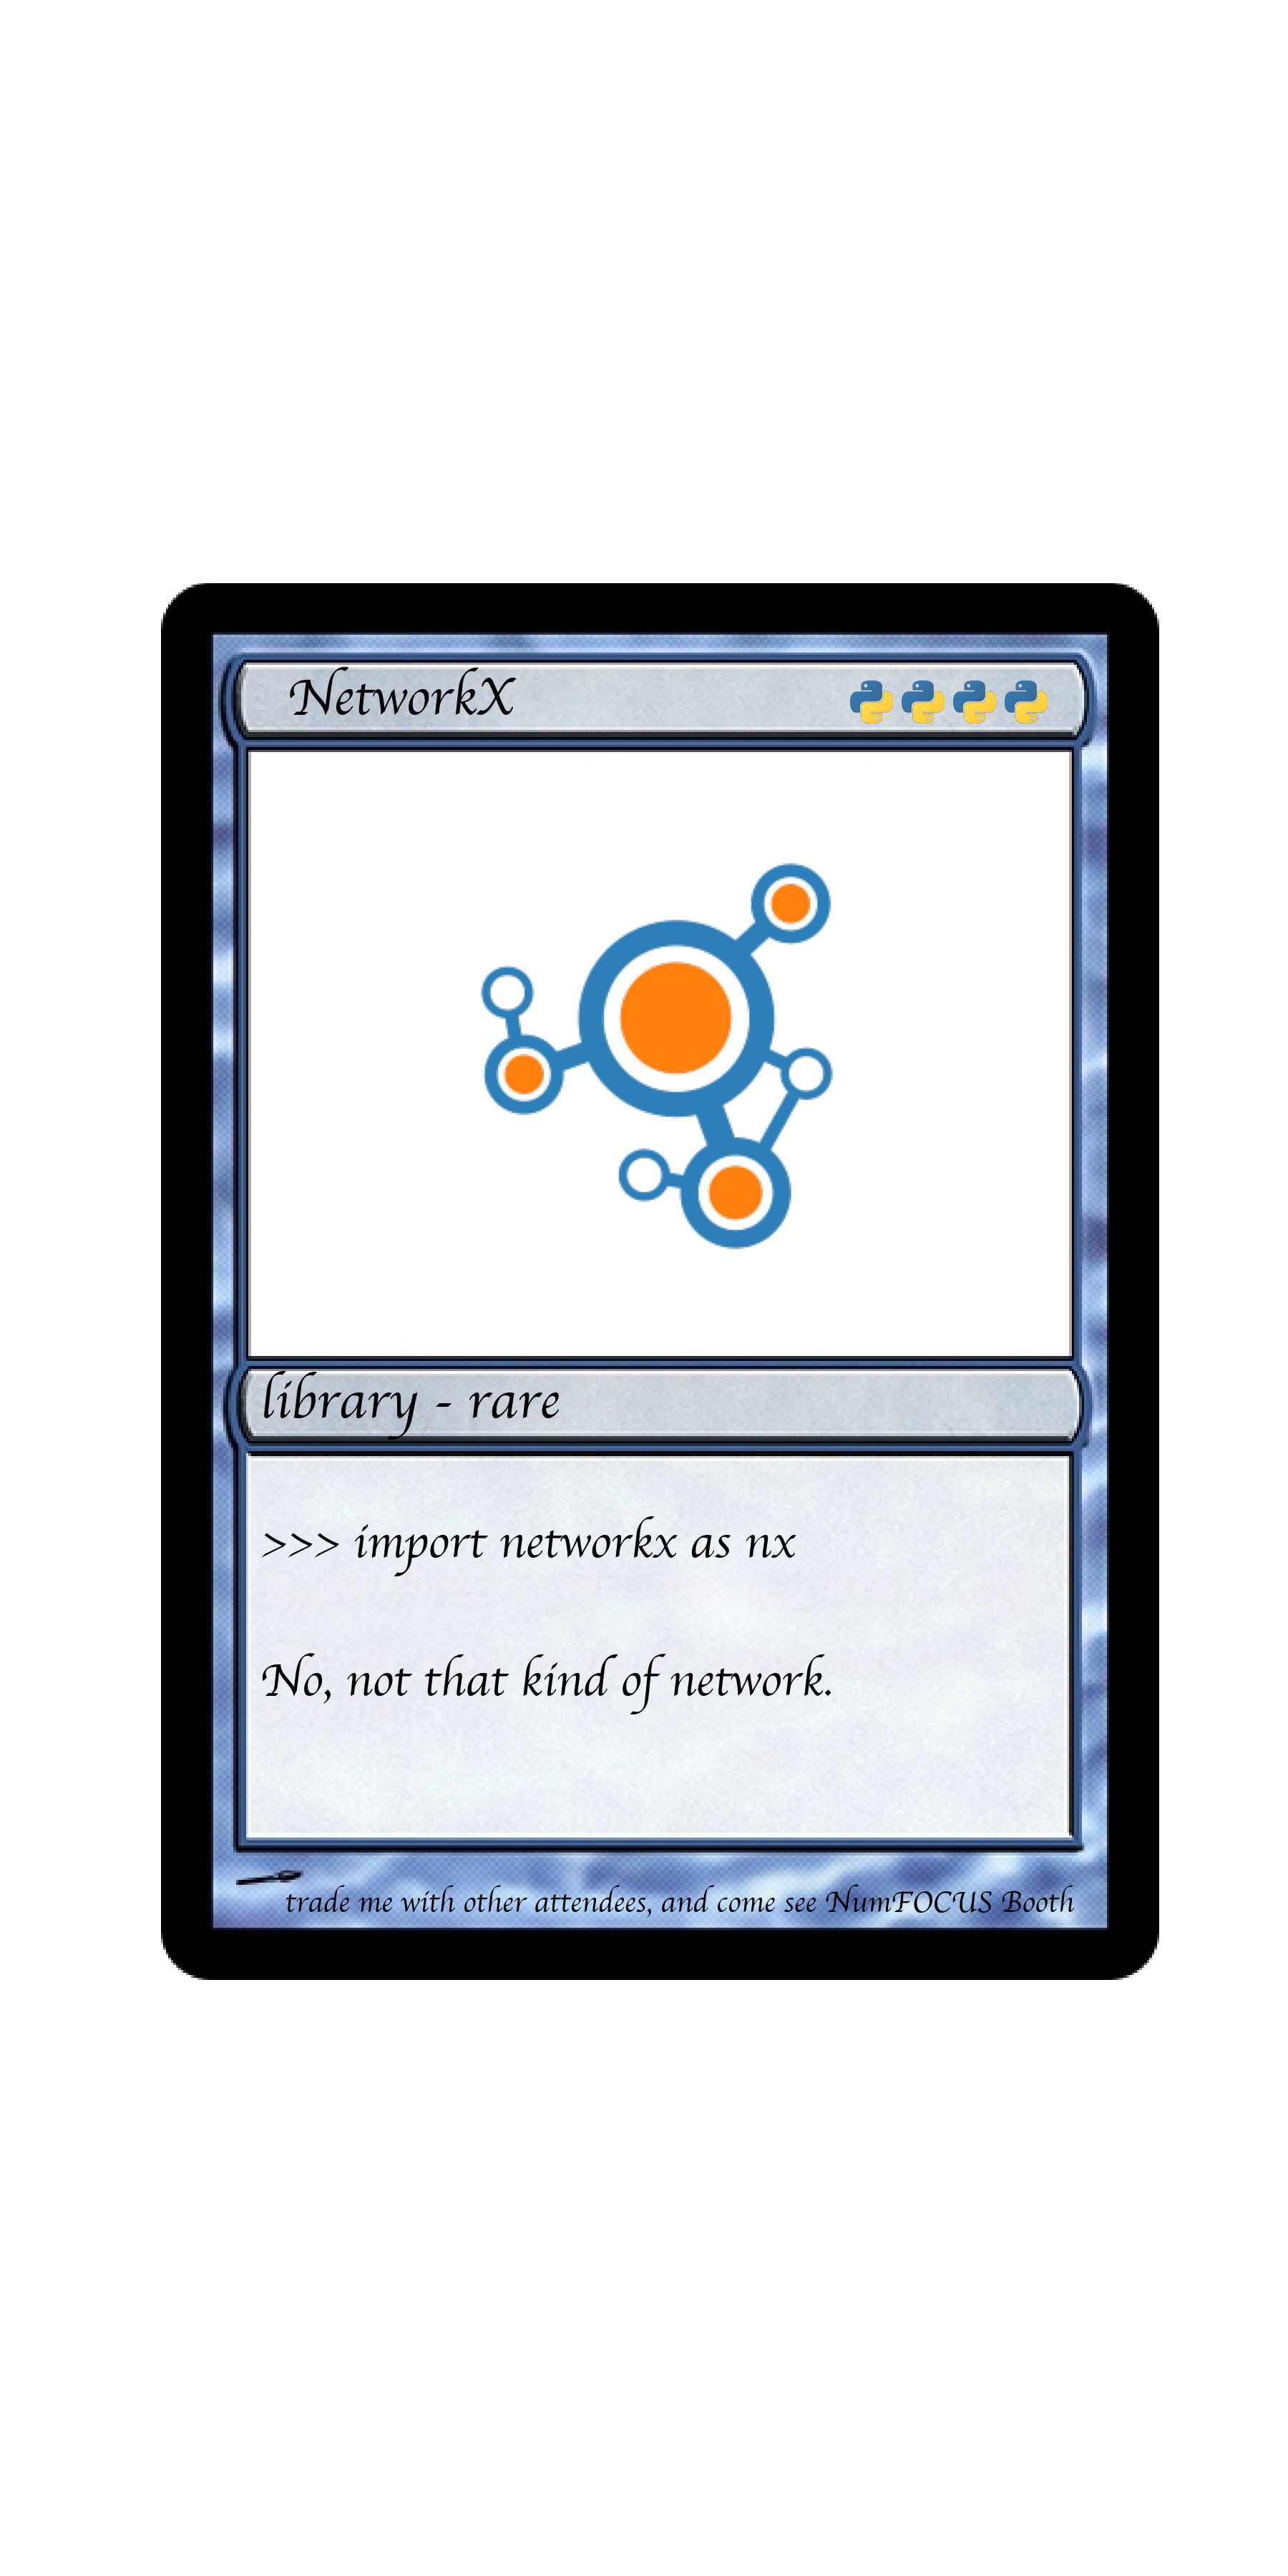 NetworkX
library - rare
>>> import networkx as nx
No, not that kind of network.
trade me with other attendees, and come see NumFOCUS Booth